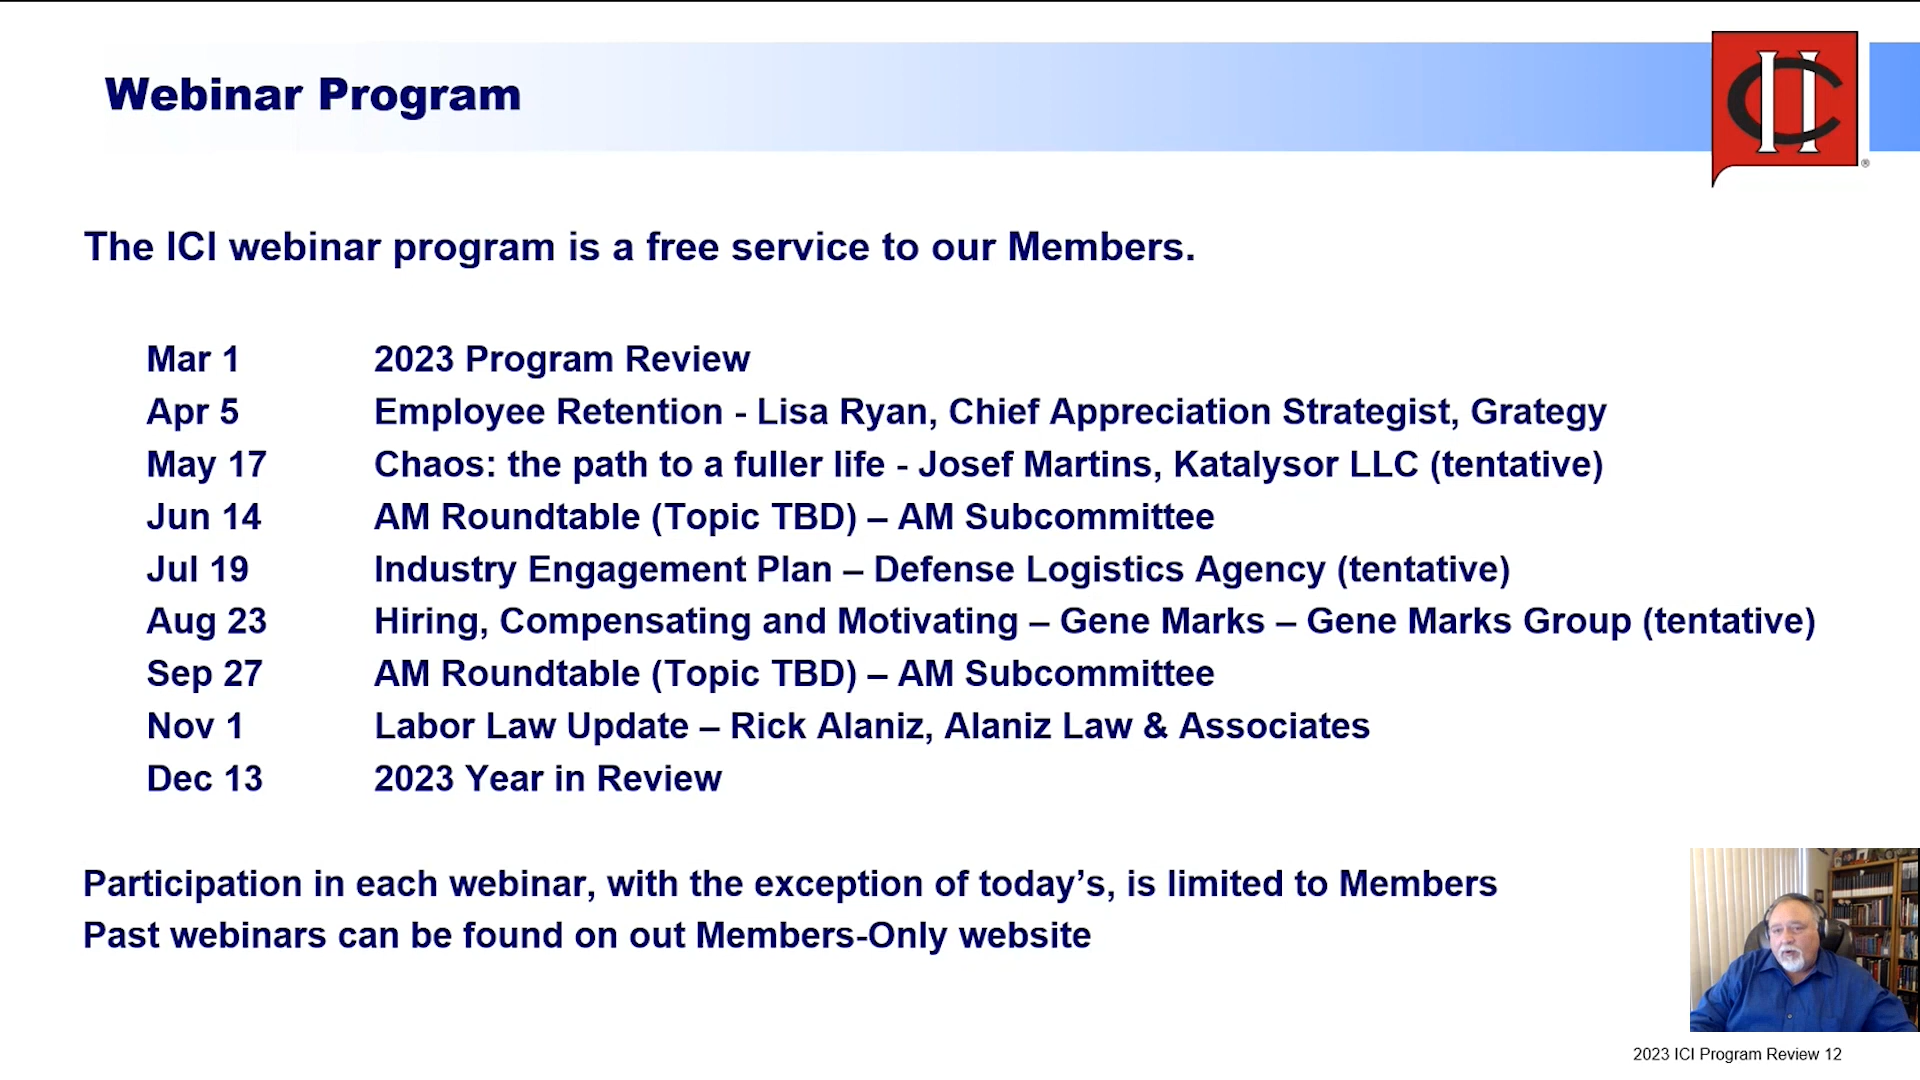 Webinar Program
The ICI webinar program is a free service to our Members.
Mar 1 2023 Program Review
Apr 5 Employee Retention - Lisa Ryan, Chief Appreciation Strategist, Grategy
May 17 Chaos: the path to a fuller life - Josef Martins, Katalysor LLC (tentative)
Jun 14 AM Roundtable (Topic TBD) – AM Subcommittee
Jul 19 Industry Engagement Plan – Defense Logistics Agency (tentative)
Aug 23 Hiring, Compensating and Motivating – Gene Marks – Gene Marks Group (tentative)
Sep 27 AM Roundtable (Topic TBD) – AM Subcommittee
Nov 1 Labor Law Update – Rick Alaniz, Alaniz Law & Associates
Dec 13 2023 Year in Review
Participation in each webinar, with the exception of today’s, is limited to Members
Past webinars can be found on out Members-Only website
ICI ®
2023 ICI Program Review 12